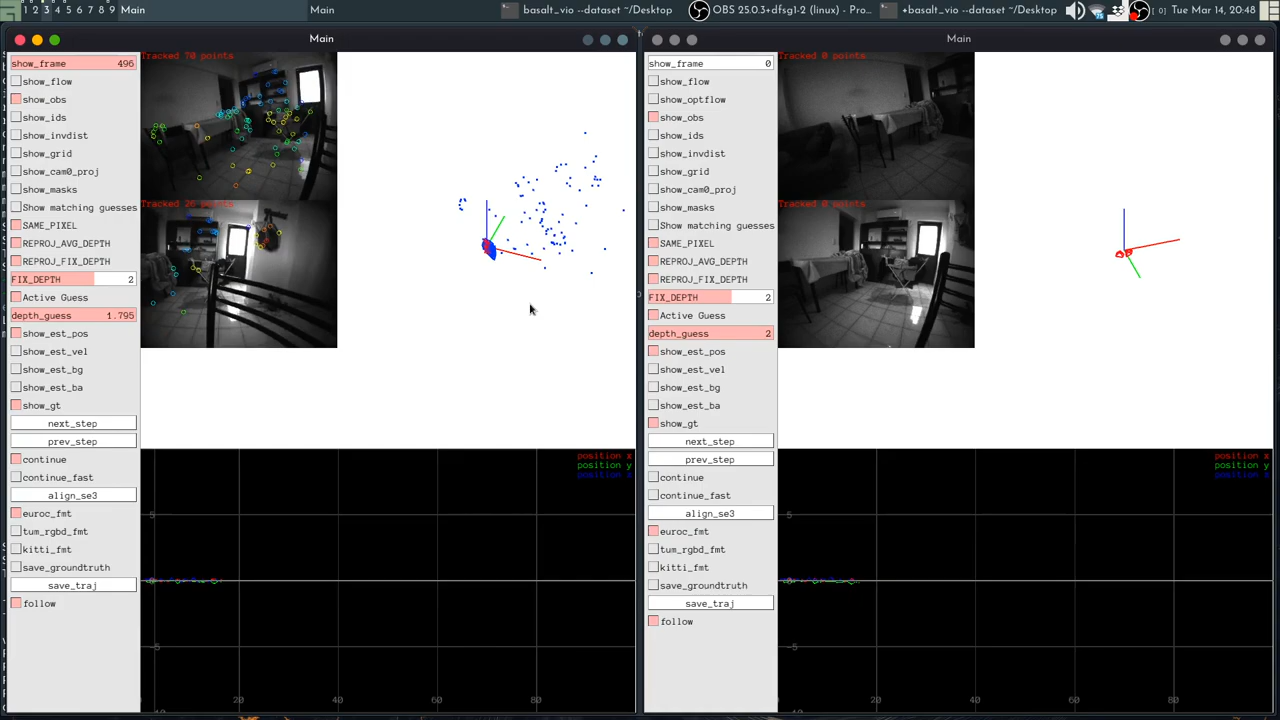 1 2 3 4 5 6 7 8 9 Main
Main
basalt_vio --dataset ~/Desktop
OBS 25.0.3+dfsg1-2 (linux) - Pro...
+basalt_vio --dataset ~/Desktop
75
[0] Tue Mar 14, 20:48
Main
show_frame 496
show_flow
show_obs
show_ids
show_invdist
show_grid
show_cam0_proj
show_masks
Show matching guesses
SAME_PIXEL
REPROJ_AVG_DEPTH
REPROJ_FIX_DEPTH
FIX_DEPTH 2
Active Guess
depth_guess 1.795
show_est_pos
show_est_vel
show_est_bg
show_est_ba
show_gt
next_step
prev_step
continue
continue_fast
align_se3
euroc_fmt
tum_rgbd_fmt
kitti_fmt
save_groundtruth
save_traj
follow
Tracked 70 points
Tracked 26 points
position x
position y
position z
5
-5
20 40 60 80
Main
show_frame 0
show_flow
show_optflow
show_obs
show_ids
show_invdist
show_grid
show_cam0_proj
show_masks
Show matching guesses
SAME_PIXEL
REPROJ_AVG_DEPTH
REPROJ_FIX_DEPTH
FIX_DEPTH 2
Active Guess
depth_guess 2
show_est_pos
show_est_vel
show_est_bg
show_est_ba
show_gt
next_step
prev_step
continue
continue_fast
align_se3
euroc_fmt
tum_rgbd_fmt
kitti_fmt
save_groundtruth
save_traj
follow
Tracked 0 points
Tracked 0 points
position x
position y
position z
5
-5
20 40 60 80